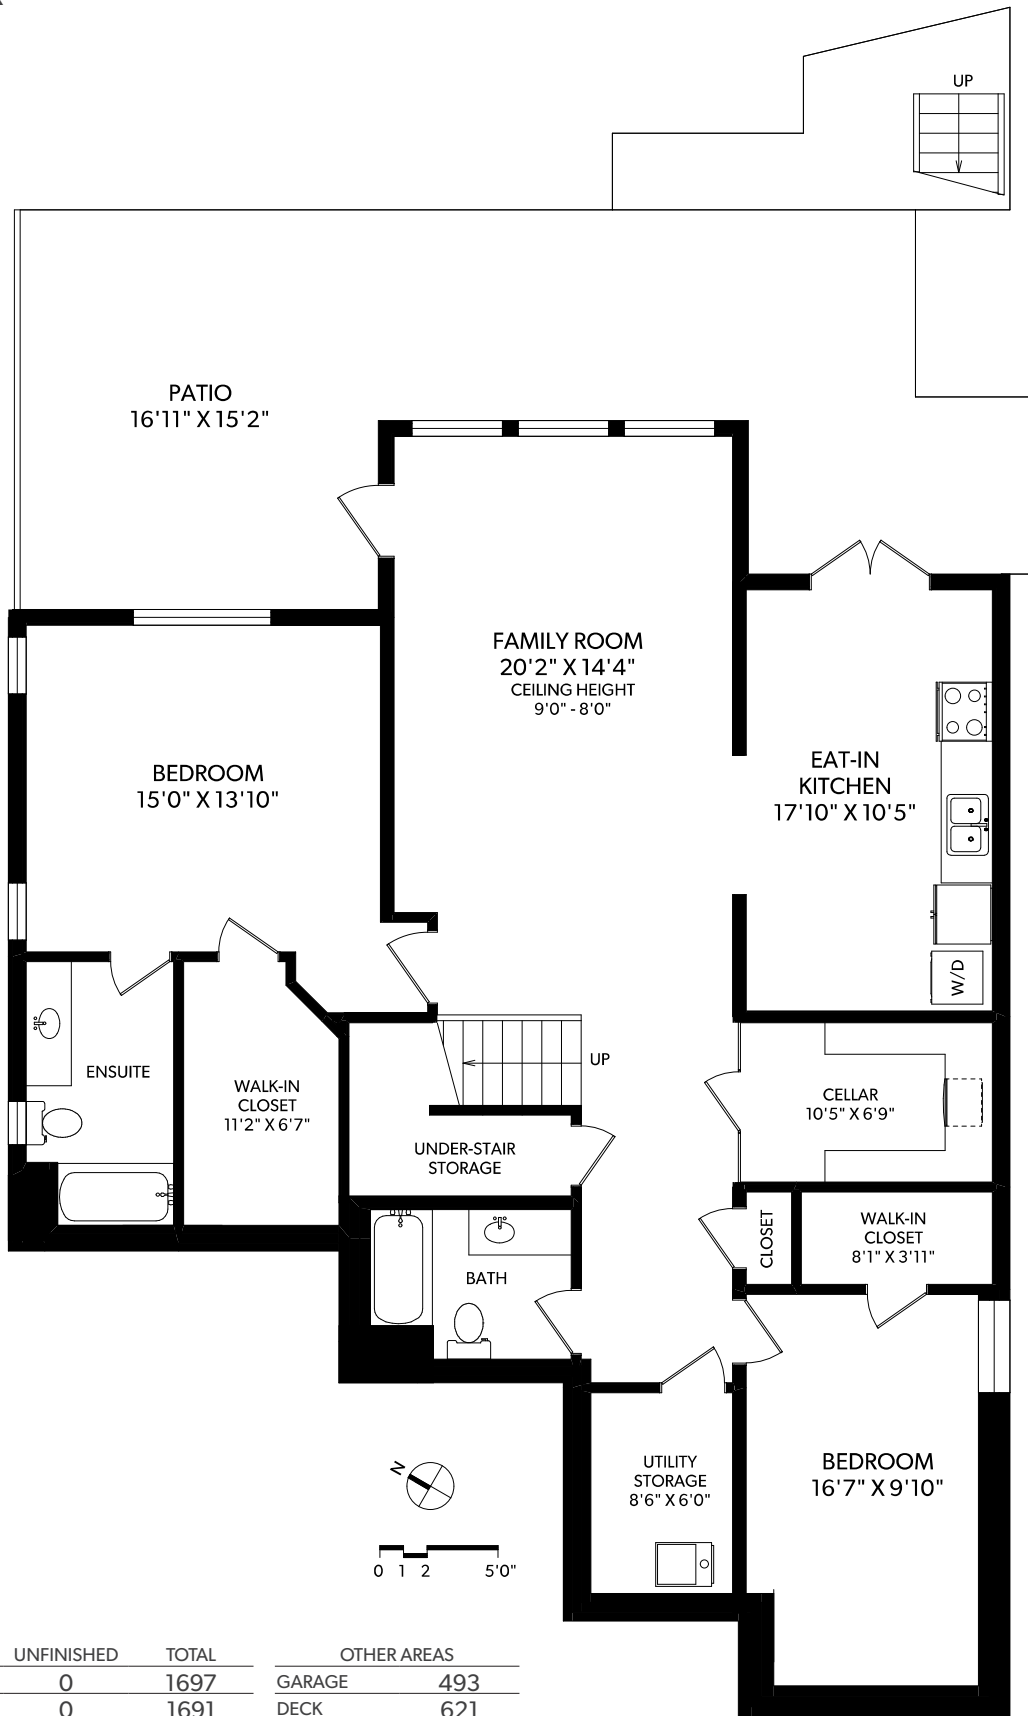 UP
PATIO
16'11" X 15'2"
FAMILY ROOM
20'2" X 14'4"
CEILING HEIGHT
9'0" - 8'0"
EAT-IN
KITCHEN
17'10" X 10'5"
BEDROOM
15'0" X 13'10"
W/D
ENSUITE
WALK-IN
CLOSET
11'2" X 6'7"
UP
CELLAR
10'5" X 6'9"
UNDER-STAIR
STORAGE
CLOSET
WALK-IN
CLOSET
8'1" X 3'11"
BATH
N
UTILITY
STORAGE
8'6" X 6'0"
BEDROOM
16'7" X 9'10"
0 1 2 5'0"
UNFINISHED TOTAL OTHER AREAS
0 1697 GARAGE 493
0 1691 DECK 621